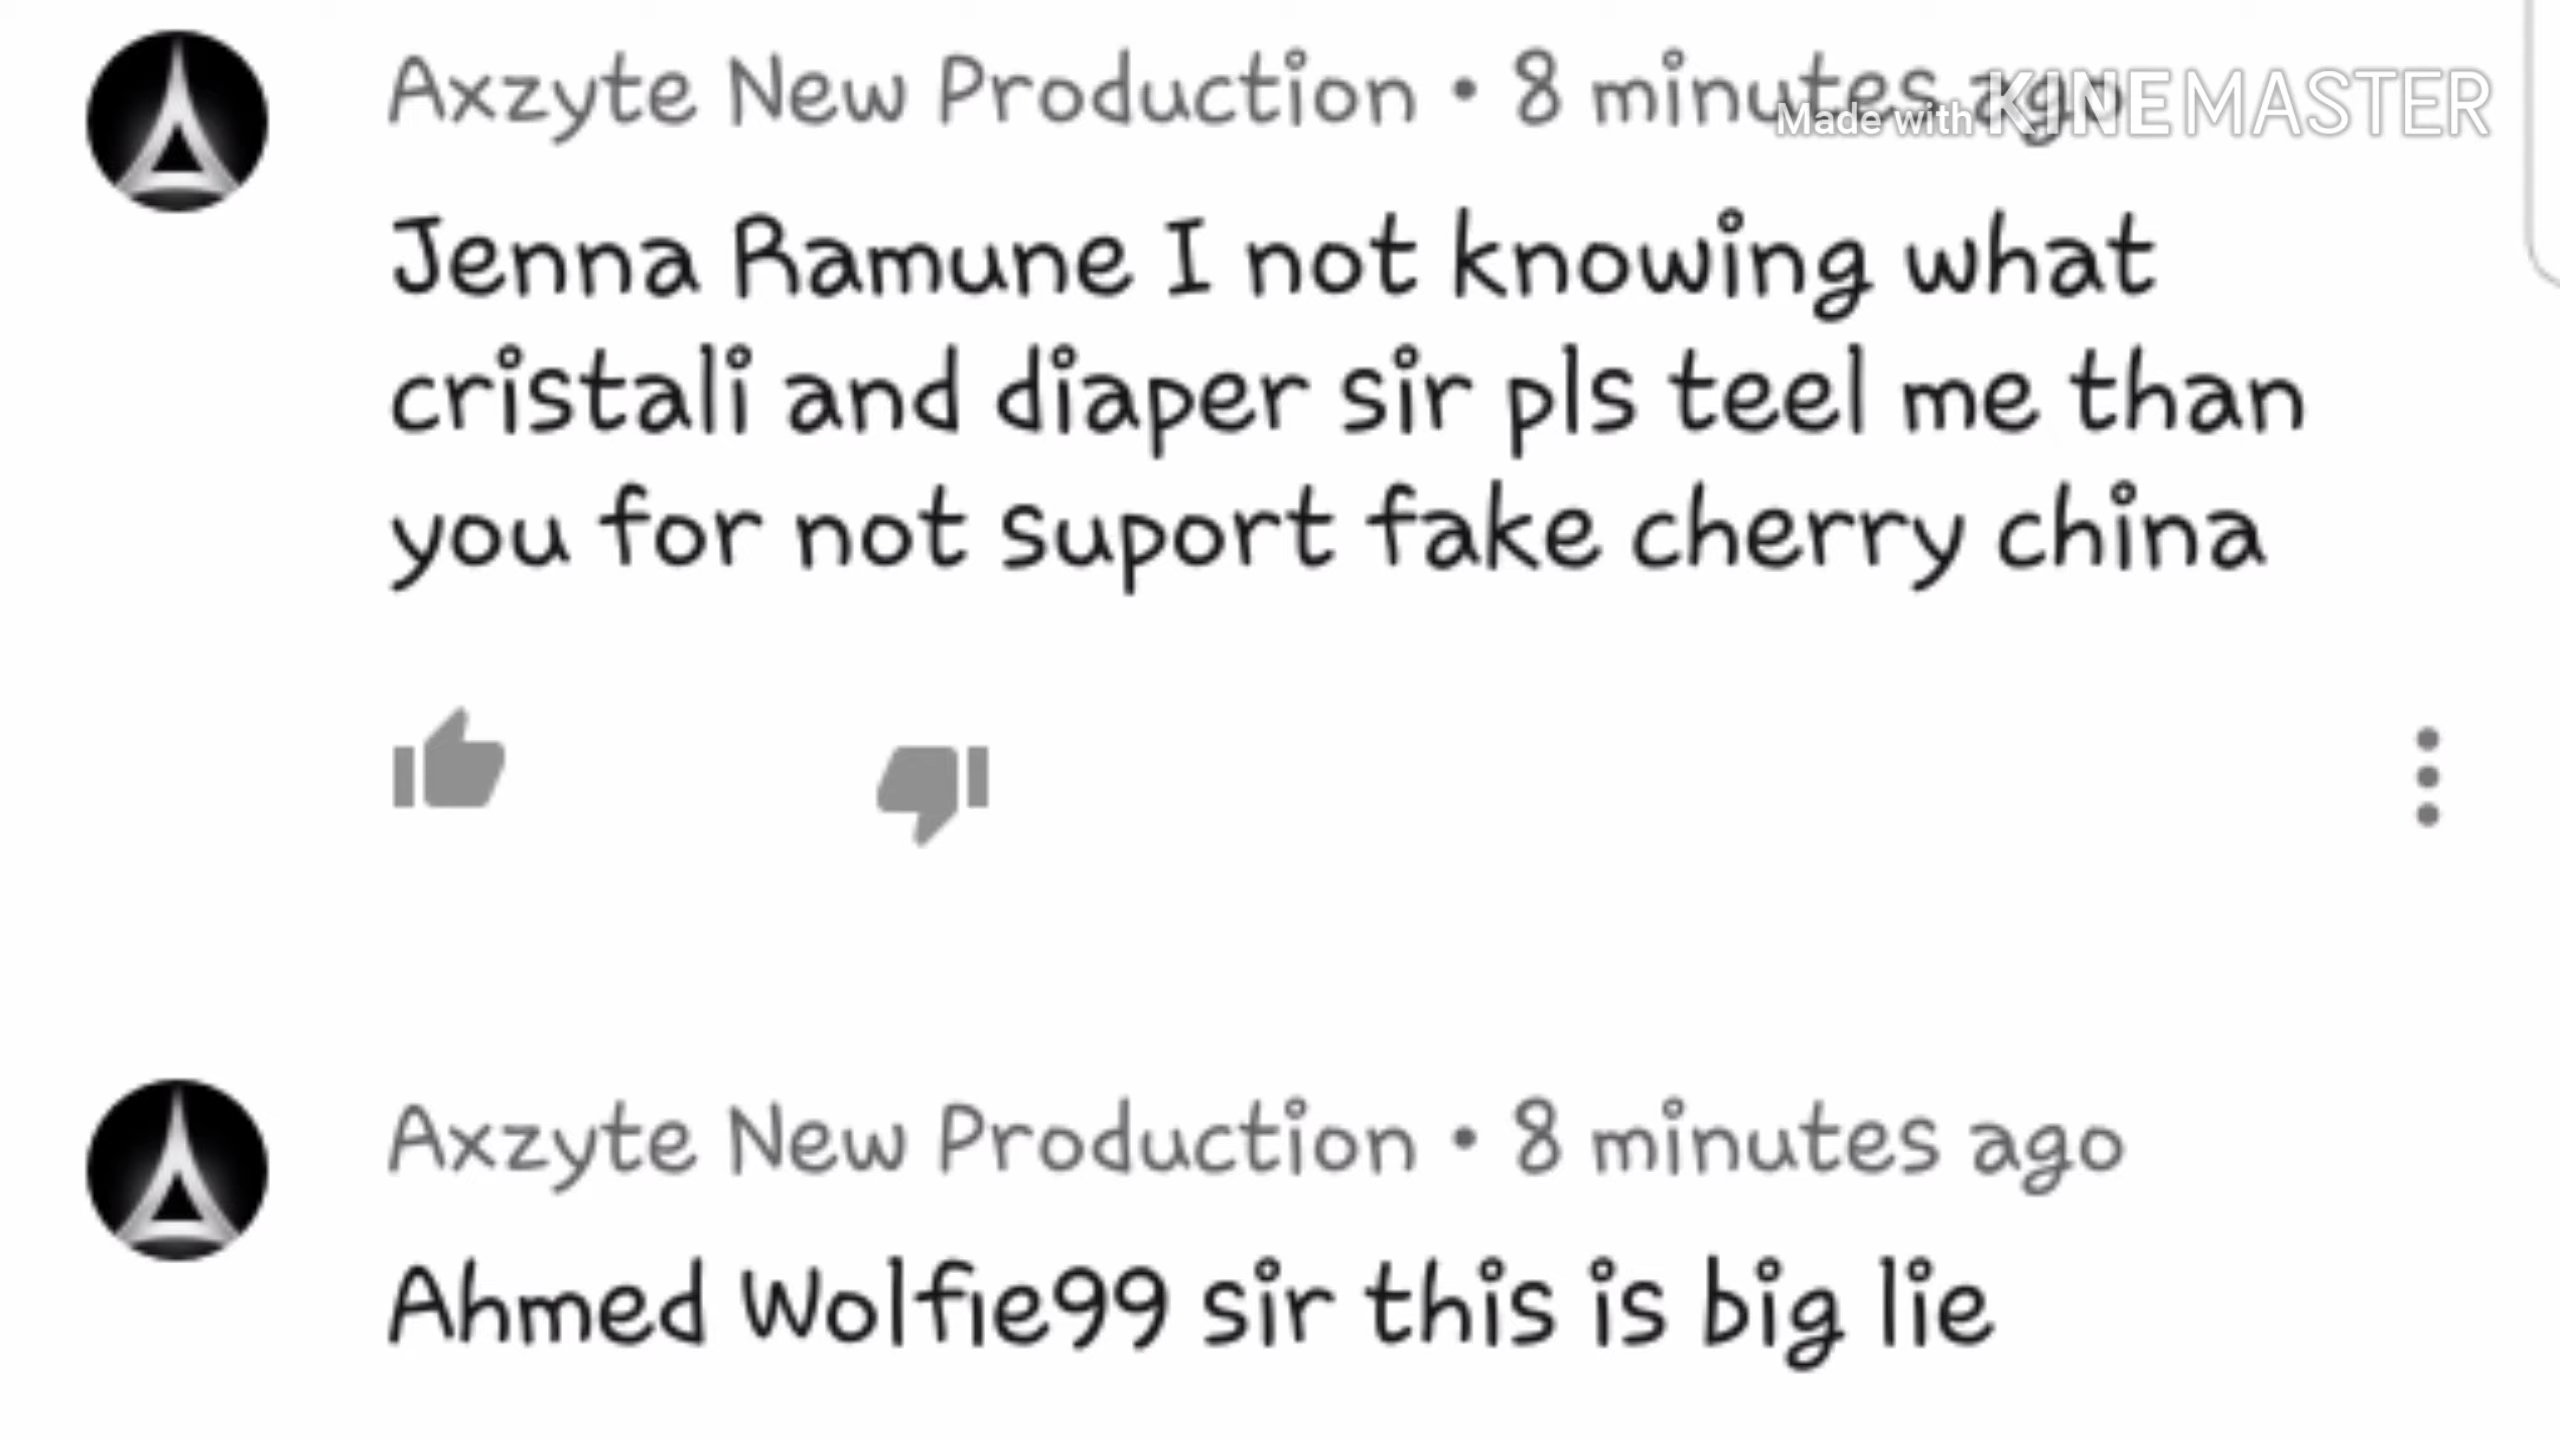 Axzyte New Production • 8 minutes ago
Made with KINEMASTER
Jenna Ramune I not knowing what
cristali and diaper sir pls teel me than
you for not suport fake cherry china
Axzyte New Production • 8 minutes ago
Ahmed Wolfie99 sir this is big lie